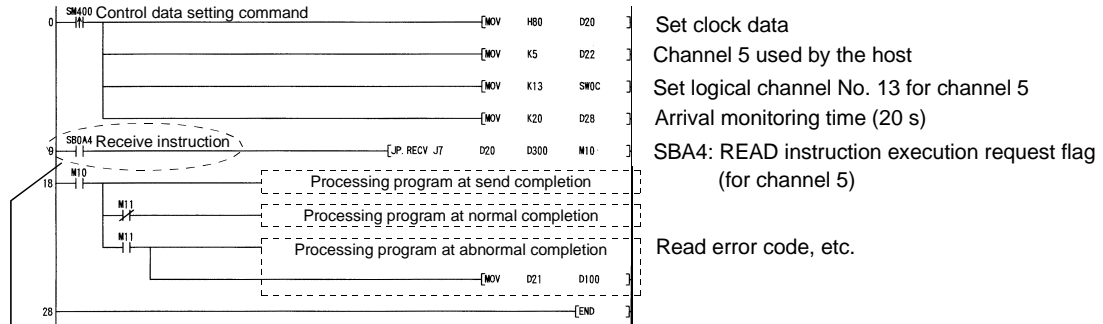 SM400 Control data setting command
0 [MOV H80 D20 ] Set clock data
[MOV K5 D22 ] Channel 5 used by the host
[MOV K13 SW0C ] Set logical channel No. 13 for channel 5
[MOV K20 D28 ] Arrival monitoring time (20 s)
SB0A4 Receive instruction
9 [JP.RECV J7 D20 D300 M10 ] SBA4: READ instruction execution request flag
(for channel 5)
M10
18 Processing program at send completion
M11
Processing program at normal completion
M11
Processing program at abnormal completion Read error code, etc.
[MOV D21 D100 ]
28 [END ]